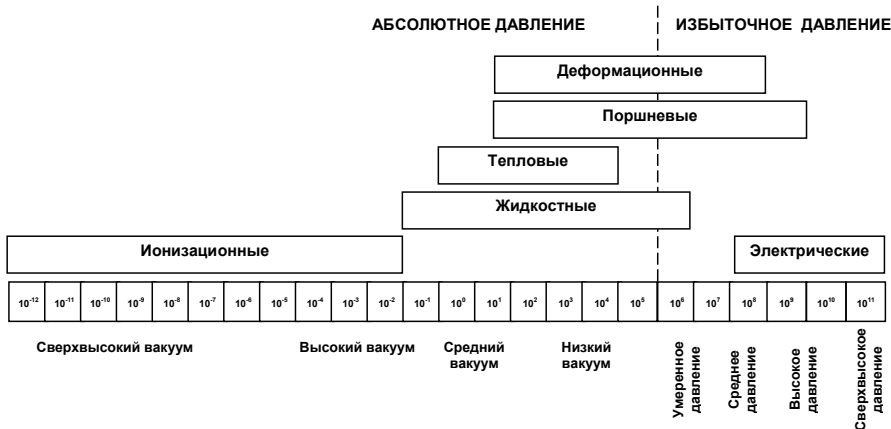 АБСОЛЮТНОЕ ДАВЛЕНИЕ ИЗБЫТОЧНОЕ ДАВЛЕНИЕ
Деформационные
Поршневые
Тепловые
Жидкостные
Ионизационные Электрические
10⁻¹² 10⁻¹¹ 10⁻¹⁰ 10⁻⁹ 10⁻⁸ 10⁻⁷ 10⁻⁶ 10⁻⁵ 10⁻⁴ 10⁻³ 10⁻² 10⁻¹ 10⁰ 10¹ 10² 10³ 10⁴ 10⁵ 10⁶ 10⁷ 10⁸ 10⁹ 10¹⁰ 10¹¹
Сверхвысокий вакуум
Высокий вакуум
Средний
вакуум
Низкий
вакуум
Умеренное
давление
Среднее
давление
Высокое
давление
Сверхвысокое
давление